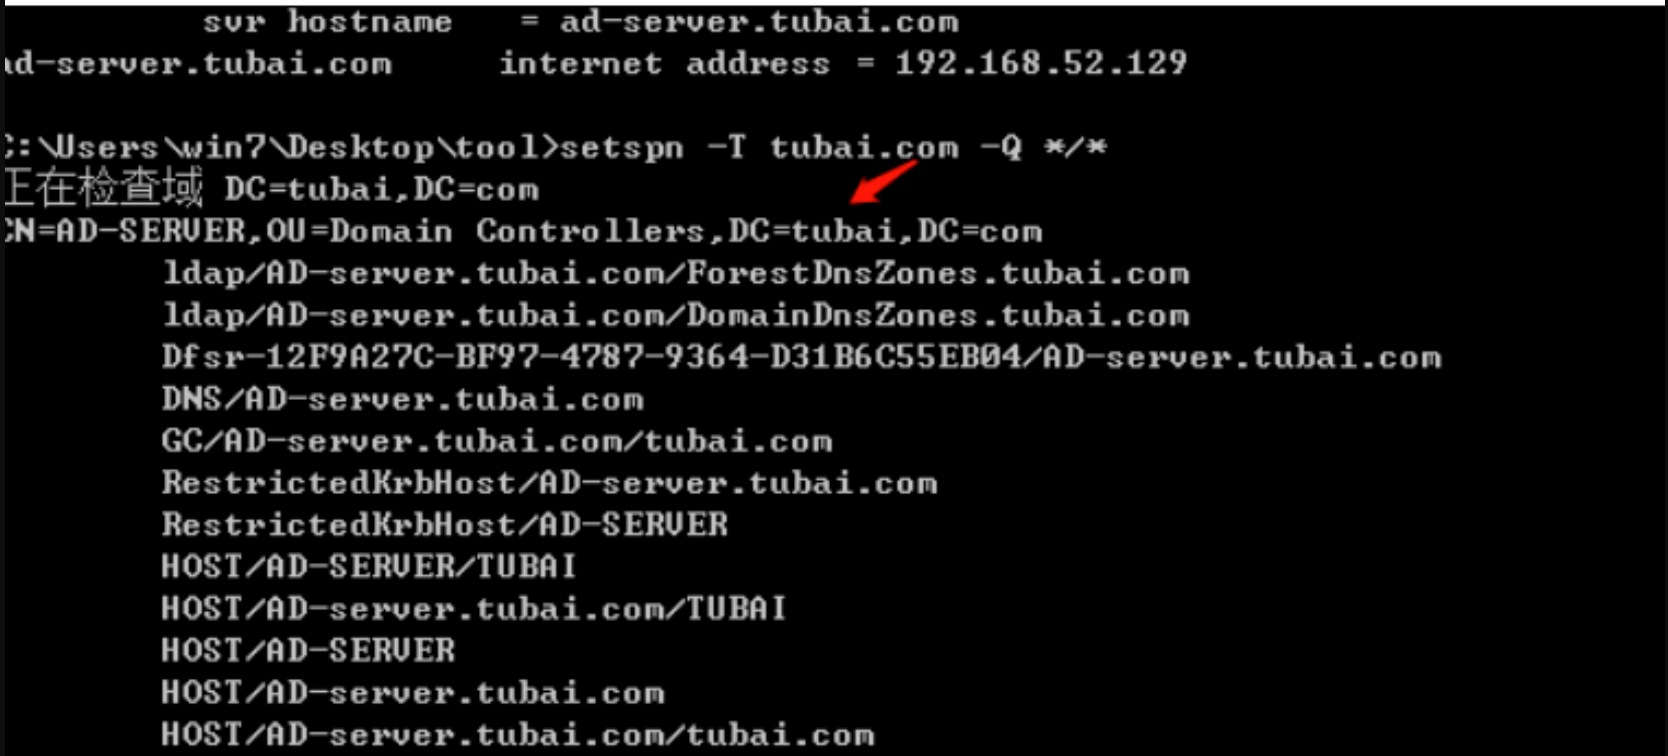 svr hostname   = ad-server.tubai.com
ad-server.tubai.com     internet address = 192.168.52.129
C:\Users\win7\Desktop\tool>setspn -T tubai.com -Q */*
正在检查域 DC=tubai,DC=com
CN=AD-SERVER,OU=Domain Controllers,DC=tubai,DC=com
ldap/AD-server.tubai.com/ForestDnsZones.tubai.com
ldap/AD-server.tubai.com/DomainDnsZones.tubai.com
Dfsr-12F9A27C-BF97-4787-9364-D31B6C55EB04/AD-server.tubai.com
DNS/AD-server.tubai.com
GC/AD-server.tubai.com/tubai.com
RestrictedKrbHost/AD-server.tubai.com
RestrictedKrbHost/AD-SERVER
HOST/AD-SERVER/TUBAI
HOST/AD-server.tubai.com/TUBAI
HOST/AD-SERVER
HOST/AD-server.tubai.com
HOST/AD-server.tubai.com/tubai.com